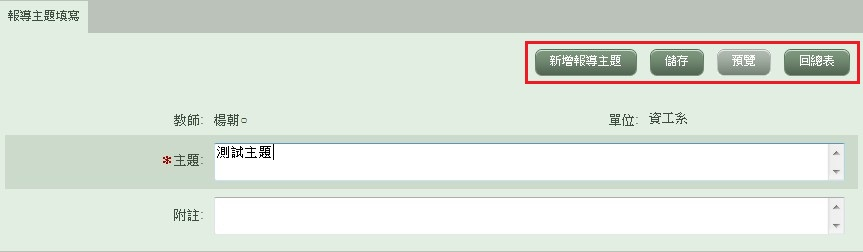 報導主題填寫
新增報導主題 儲存 預覽 回總表
教師: 楊朝○ 單位: 資工系
*主題: 測試主題
附註: